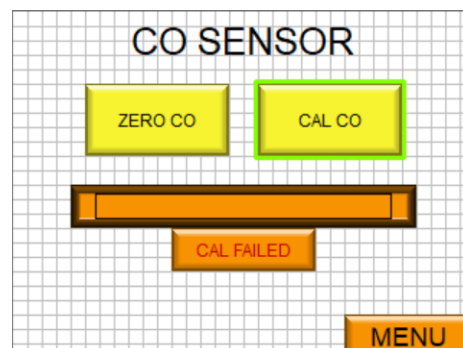 CO SENSOR
ZERO CO
CAL CO
CAL FAILED
MENU